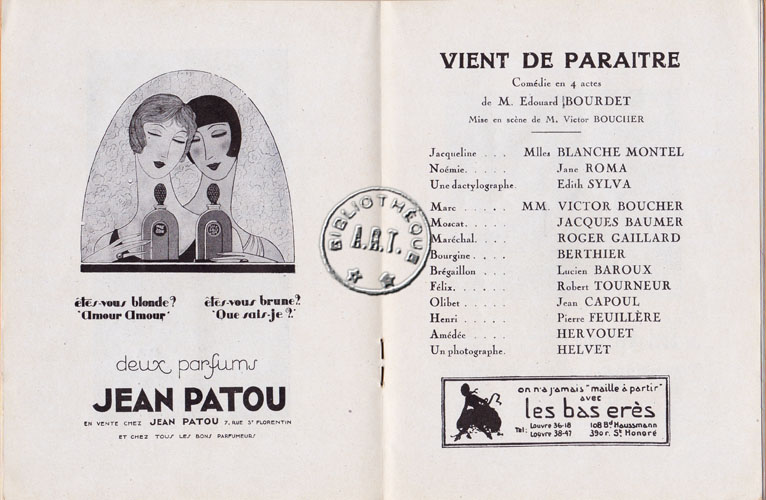 êtes-vous blonde?
"Amour Amour"
êtes-vous brune?
"Que sais-je?"
deux parfums
JEAN PATOU
EN VENTE CHEZ JEAN PATOU 7, RUE St FLORENTIN
ET CHEZ TOUS LES BONS PARFUMEURS
BIBLIOTHÈQUE
A.R.T.
VIENT DE PARAITRE
Comédie en 4 actes
de M. Edouard BOURDET
Mise en scène de M. Victor BOUCHER
Jacqueline . . . Mlles BLANCHE MONTEL
Noémie. . . . . Jane ROMA
Une dactylographe. Edith SYLVA
Marc . . . . . MM. VICTOR BOUCHER
Moscat. . . . . JACQUES BAUMER
Maréchal. . . . ROGER GAILLARD
Bourgine . . . . BERTHIER
Brégaillon . . . . Lucien BAROUX
Félix. . . . . . Robert TOURNEUR
Olibet . . . . . Jean CAPOUL
Henri . . . . . Pierre FEUILLÈRE
Amédée . . . . HERVOUET
Un photographe. HELVET
on n'a jamais "maille à partir"
avec
les bas erès
Tél: Louvre 36-18 108 Bd Haussmann
Louvre 38-47 390 r. St Honoré